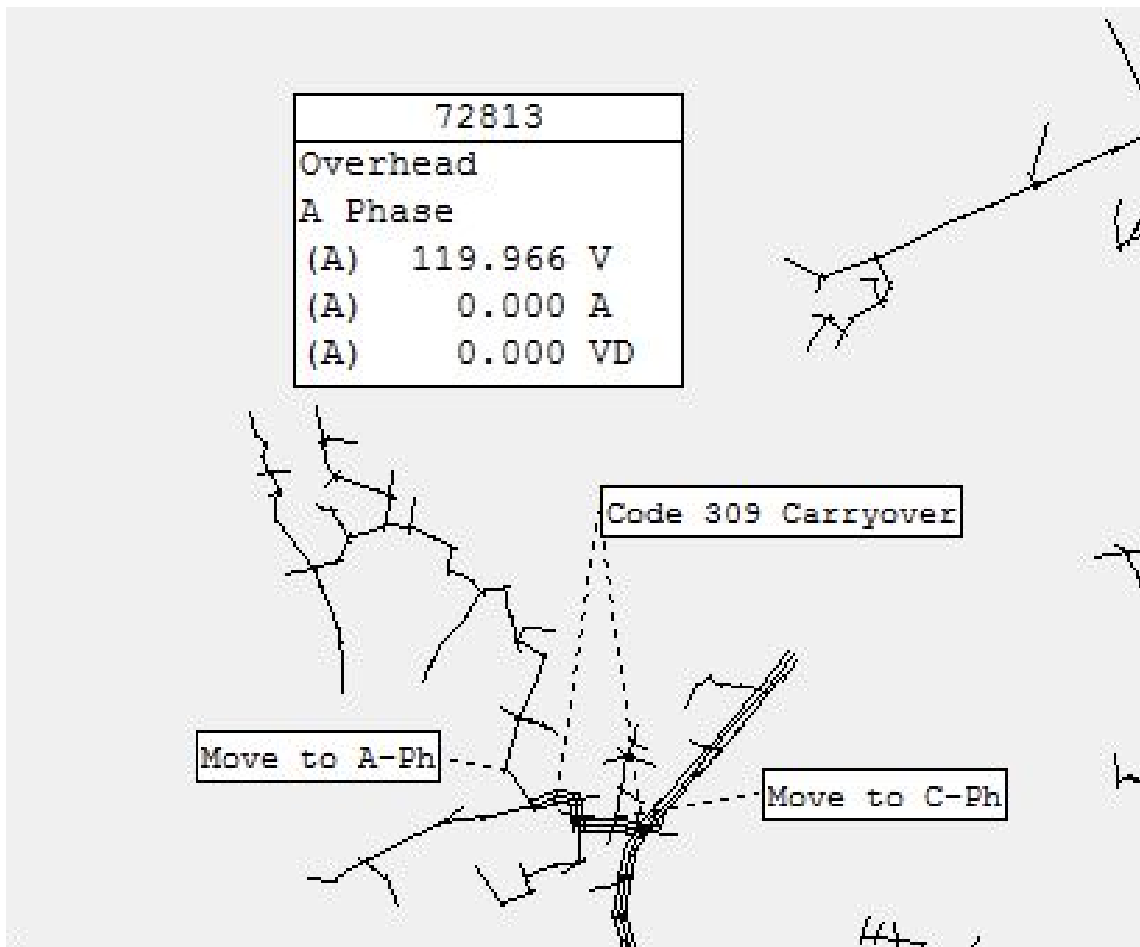 72813
Overhead
A Phase
(A) 119.966 V
(A) 0.000 A
(A) 0.000 VD
Code 309 Carryover
Move to A-Ph
Move to C-Ph